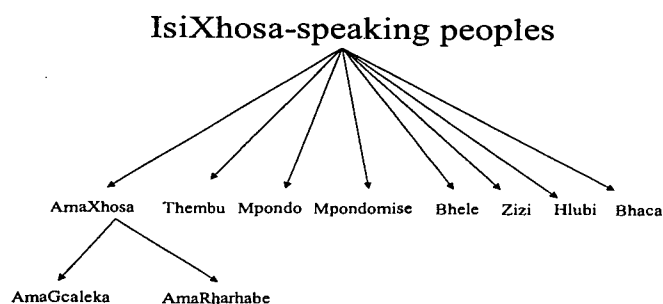 IsiXhosa-speaking peoples
AmaXhosa Thembu Mpondo Mpondomise Bhele Zizi Hlubi Bhaca
AmaGcaleka AmaRharhabe